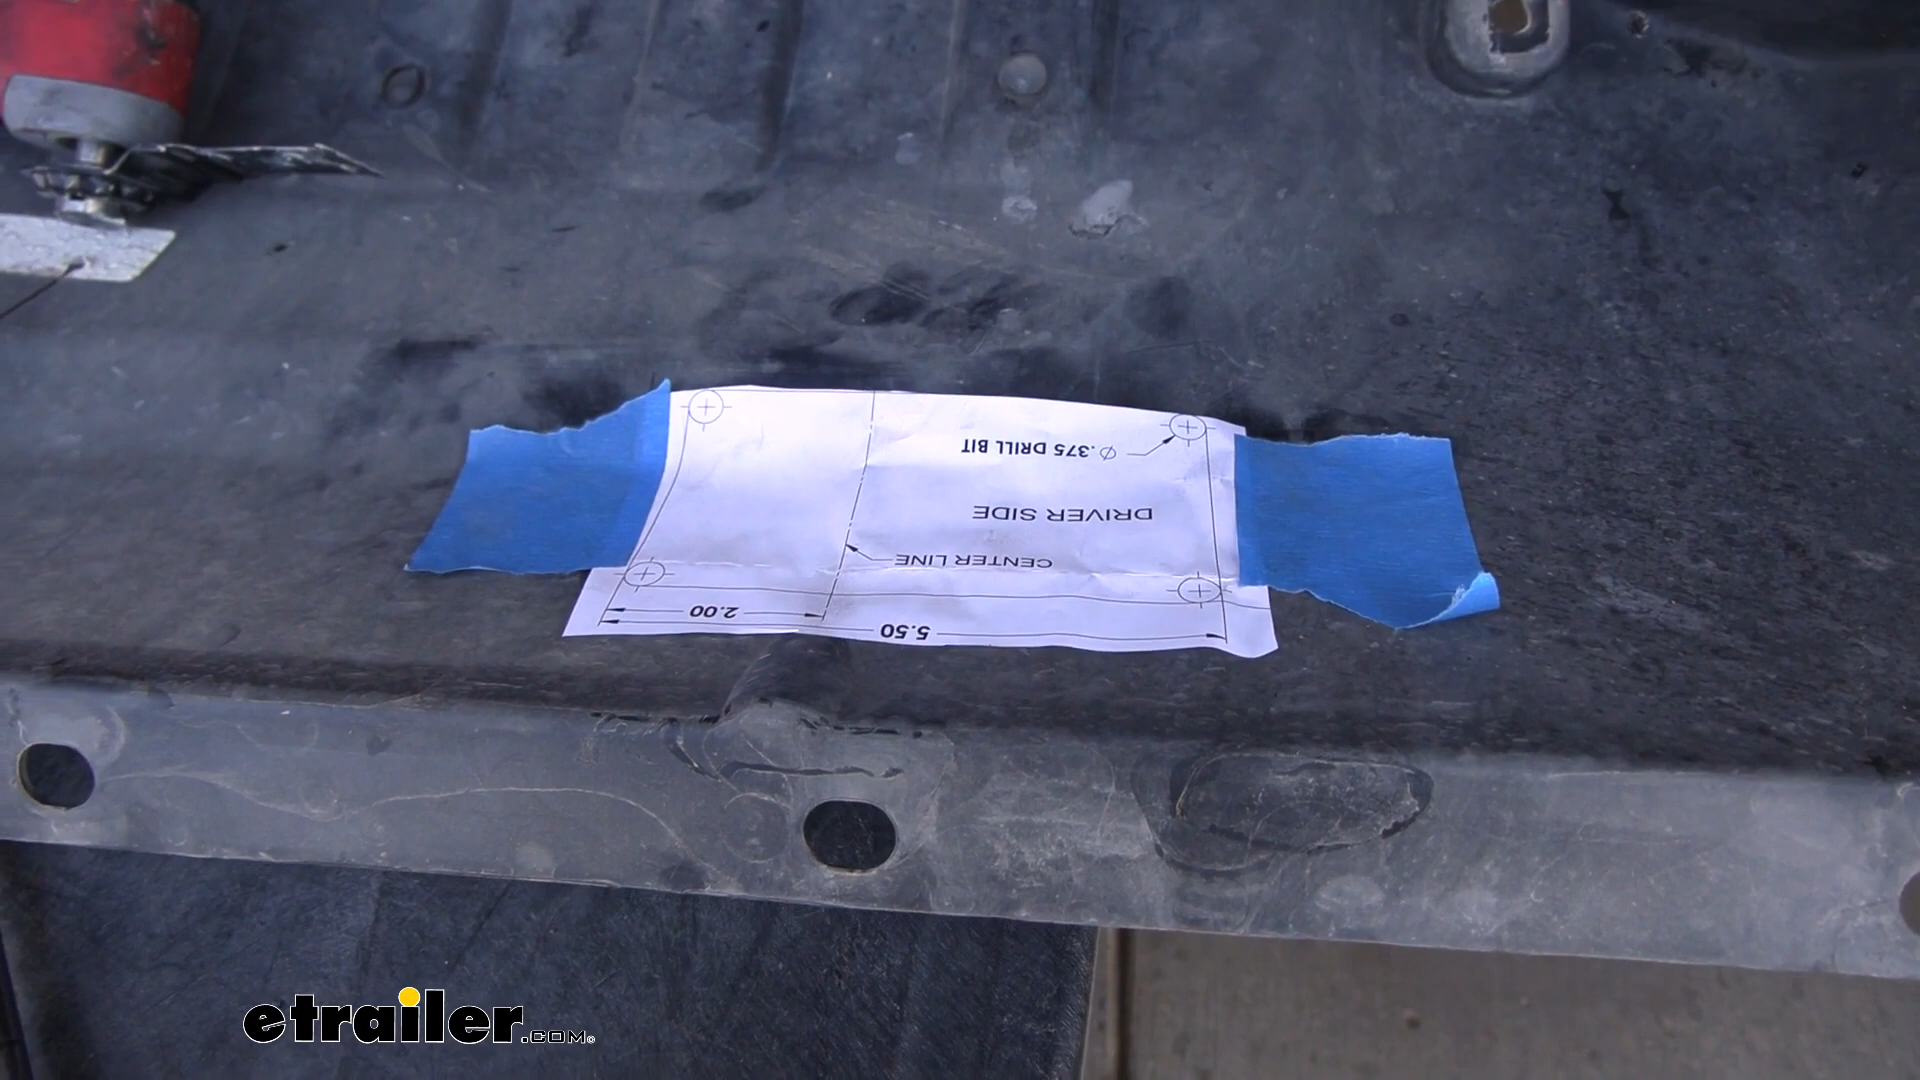 5.50
2.00
CENTER LINE
DRIVER SIDE
Ø.375 DRILL BIT
etrailer.COM©